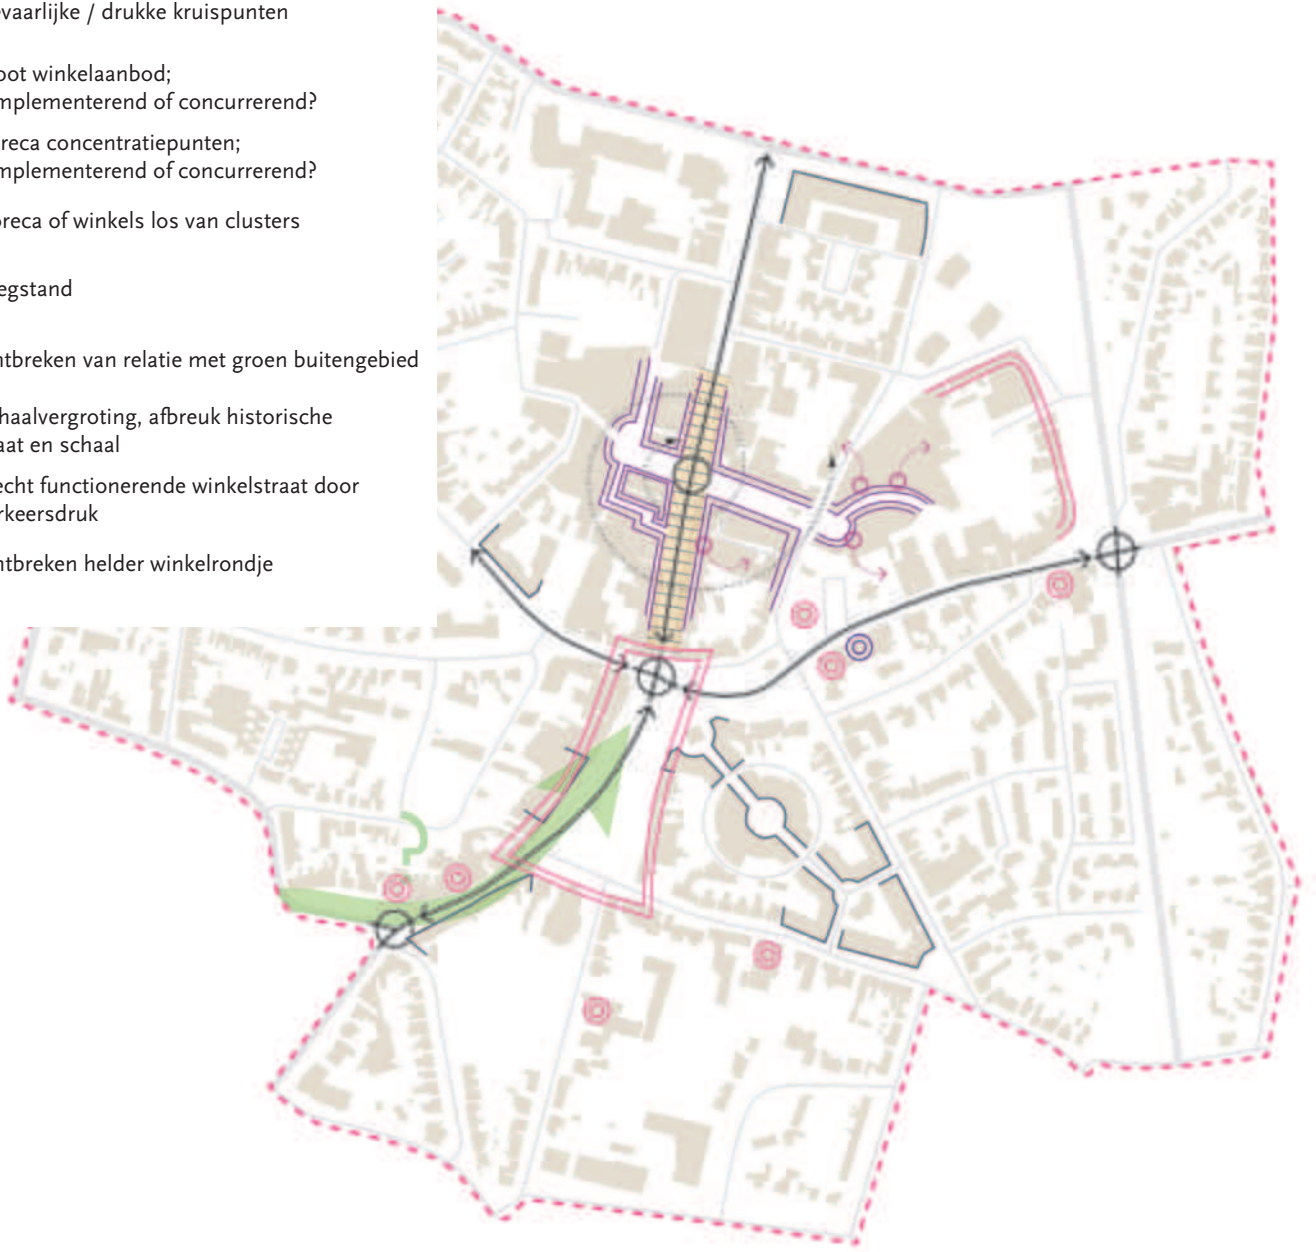 vaarlijke / drukke kruispunten
oot winkelaanbod;
mplementerend of concurrerend?
reca concentratiepunten;
mplementerend of concurrerend?
oreca of winkels los van clusters
egstand
ntbreken van relatie met groen buitengebied
haalvergroting, afbreuk historische
aat en schaal
echt functionerende winkelstraat door
rkeersdruk
ntbreken helder winkelrondje